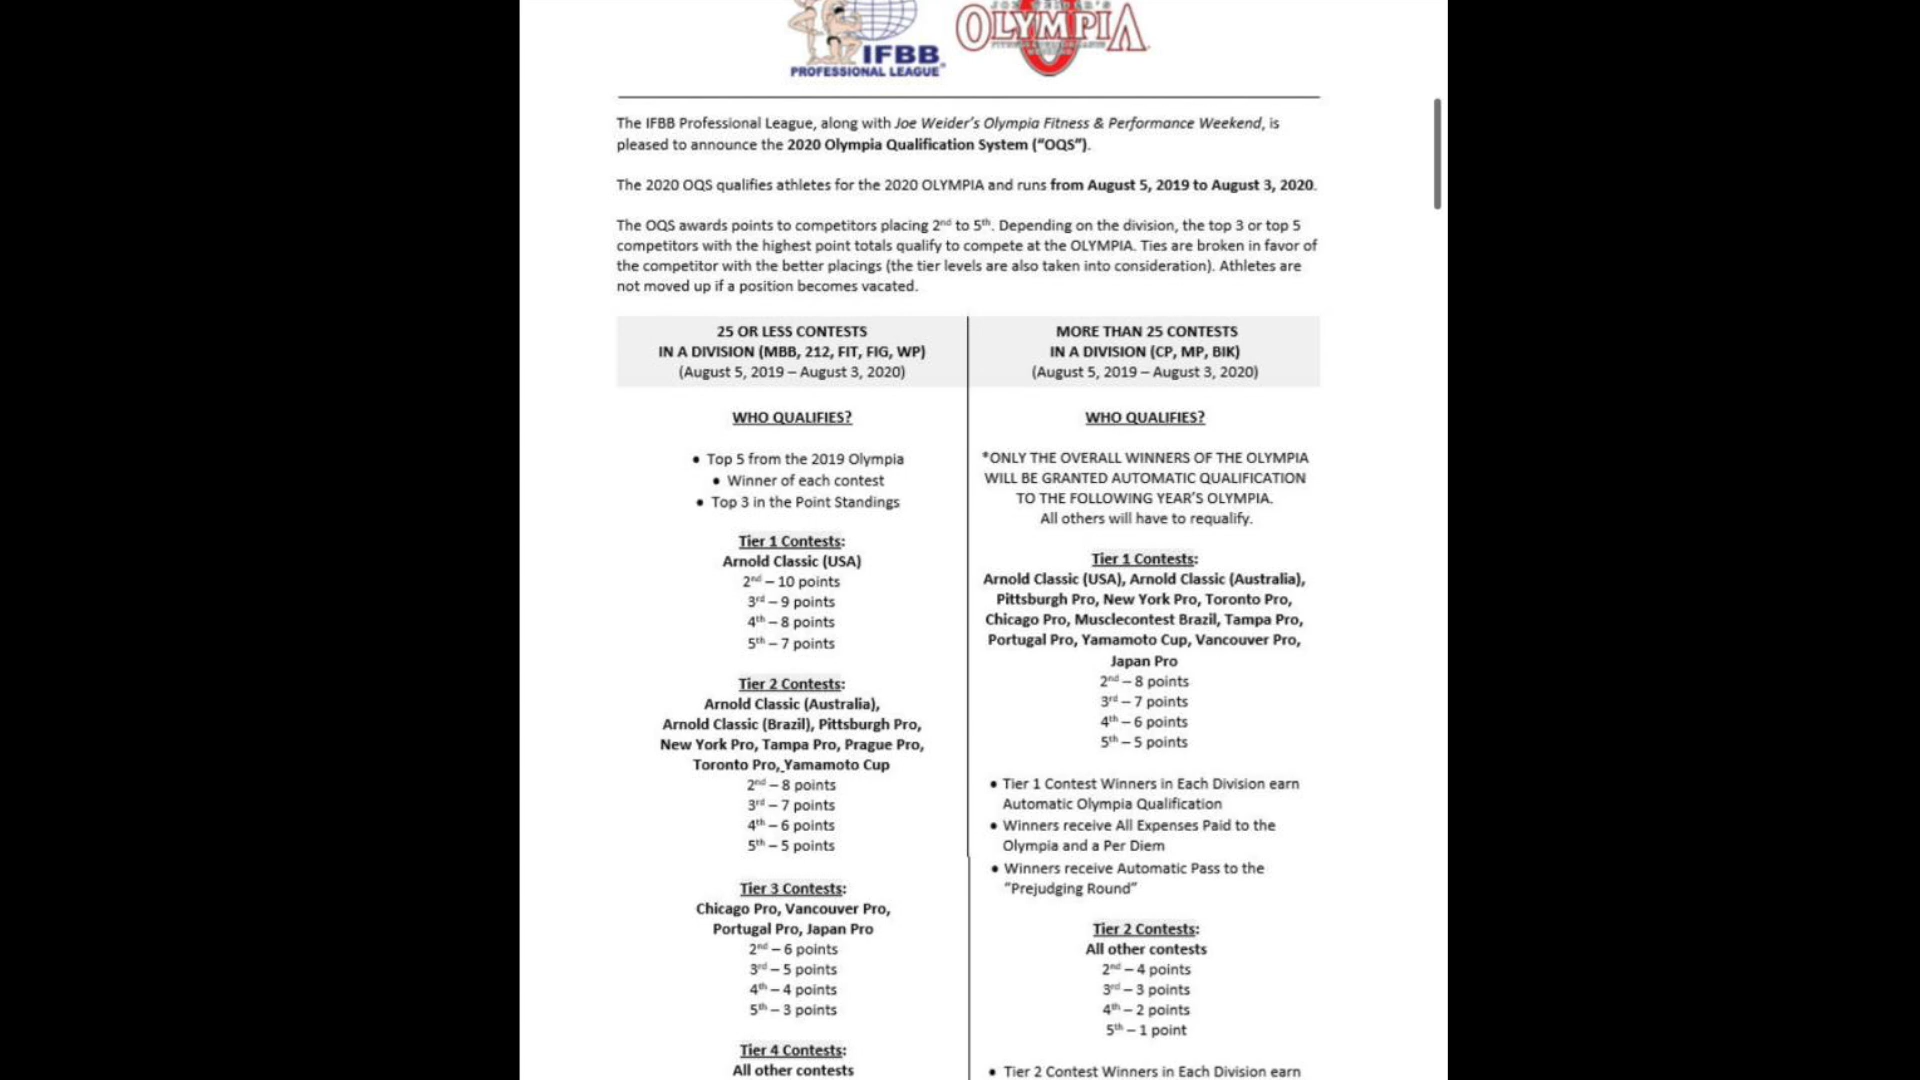 JOE WEIDER'S
OLYMPIA
IFBB
PROFESSIONAL LEAGUE
The IFBB Professional League, along with Joe Weider's Olympia Fitness & Performance Weekend, is
pleased to announce the 2020 Olympia Qualification System ("OQS").
The 2020 OQS qualifies athletes for the 2020 OLYMPIA and runs from August 5, 2019 to August 3, 2020.
The OQS awards points to competitors placing 2nd to 5th. Depending on the division, the top 3 or top 5
competitors with the highest point totals qualify to compete at the OLYMPIA. Ties are broken in favor of
the competitor with the better placings (the tier levels are also taken into consideration). Athletes are
not moved up if a position becomes vacated.
25 OR LESS CONTESTS
IN A DIVISION (MBB, 212, FIT, FIG, WP)
(August 5, 2019 – August 3, 2020)
WHO QUALIFIES?
• Top 5 from the 2019 Olympia
• Winner of each contest
• Top 3 in the Point Standings
Tier 1 Contests:
Arnold Classic (USA)
2nd – 10 points
3rd – 9 points
4th – 8 points
5th – 7 points
Tier 2 Contests:
Arnold Classic (Australia),
Arnold Classic (Brazil), Pittsburgh Pro,
New York Pro, Tampa Pro, Prague Pro,
Toronto Pro, Yamamoto Cup
2nd – 8 points
3rd – 7 points
4th – 6 points
5th – 5 points
Tier 3 Contests:
Chicago Pro, Vancouver Pro,
Portugal Pro, Japan Pro
2nd – 6 points
3rd – 5 points
4th – 4 points
5th – 3 points
Tier 4 Contests:
All other contests
MORE THAN 25 CONTESTS
IN A DIVISION (CP, MP, BIK)
(August 5, 2019 – August 3, 2020)
WHO QUALIFIES?
*ONLY THE OVERALL WINNERS OF THE OLYMPIA
WILL BE GRANTED AUTOMATIC QUALIFICATION
TO THE FOLLOWING YEAR'S OLYMPIA.
All others will have to requalify.
Tier 1 Contests:
Arnold Classic (USA), Arnold Classic (Australia),
Pittsburgh Pro, New York Pro, Toronto Pro,
Chicago Pro, Musclecontest Brazil, Tampa Pro,
Portugal Pro, Yamamoto Cup, Vancouver Pro,
Japan Pro
2nd – 8 points
3rd – 7 points
4th – 6 points
5th – 5 points
• Tier 1 Contest Winners in Each Division earn
Automatic Olympia Qualification
• Winners receive All Expenses Paid to the
Olympia and a Per Diem
• Winners receive Automatic Pass to the
"Prejudging Round"
Tier 2 Contests:
All other contests
2nd – 4 points
3rd – 3 points
4th – 2 points
5th – 1 point
• Tier 2 Contest Winners in Each Division earn